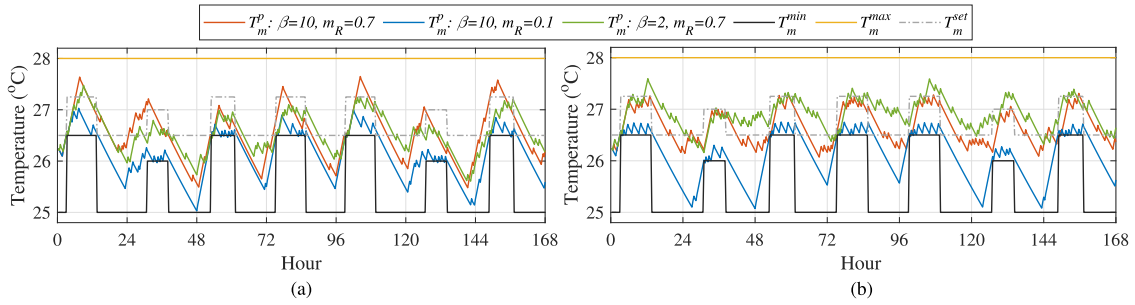 T_m^p: β=10, m_R=0.7 T_m^p: β=10, m_R=0.1 T_m^p: β=2, m_R=0.7 T_m^min T_m^max T_m^set
28
27
26
25
Temperature (°C)
0 24 48 72 96 120 144 168
Hour
(a)
28
27
26
25
Temperature (°C)
0 24 48 72 96 120 144 168
Hour
(b)